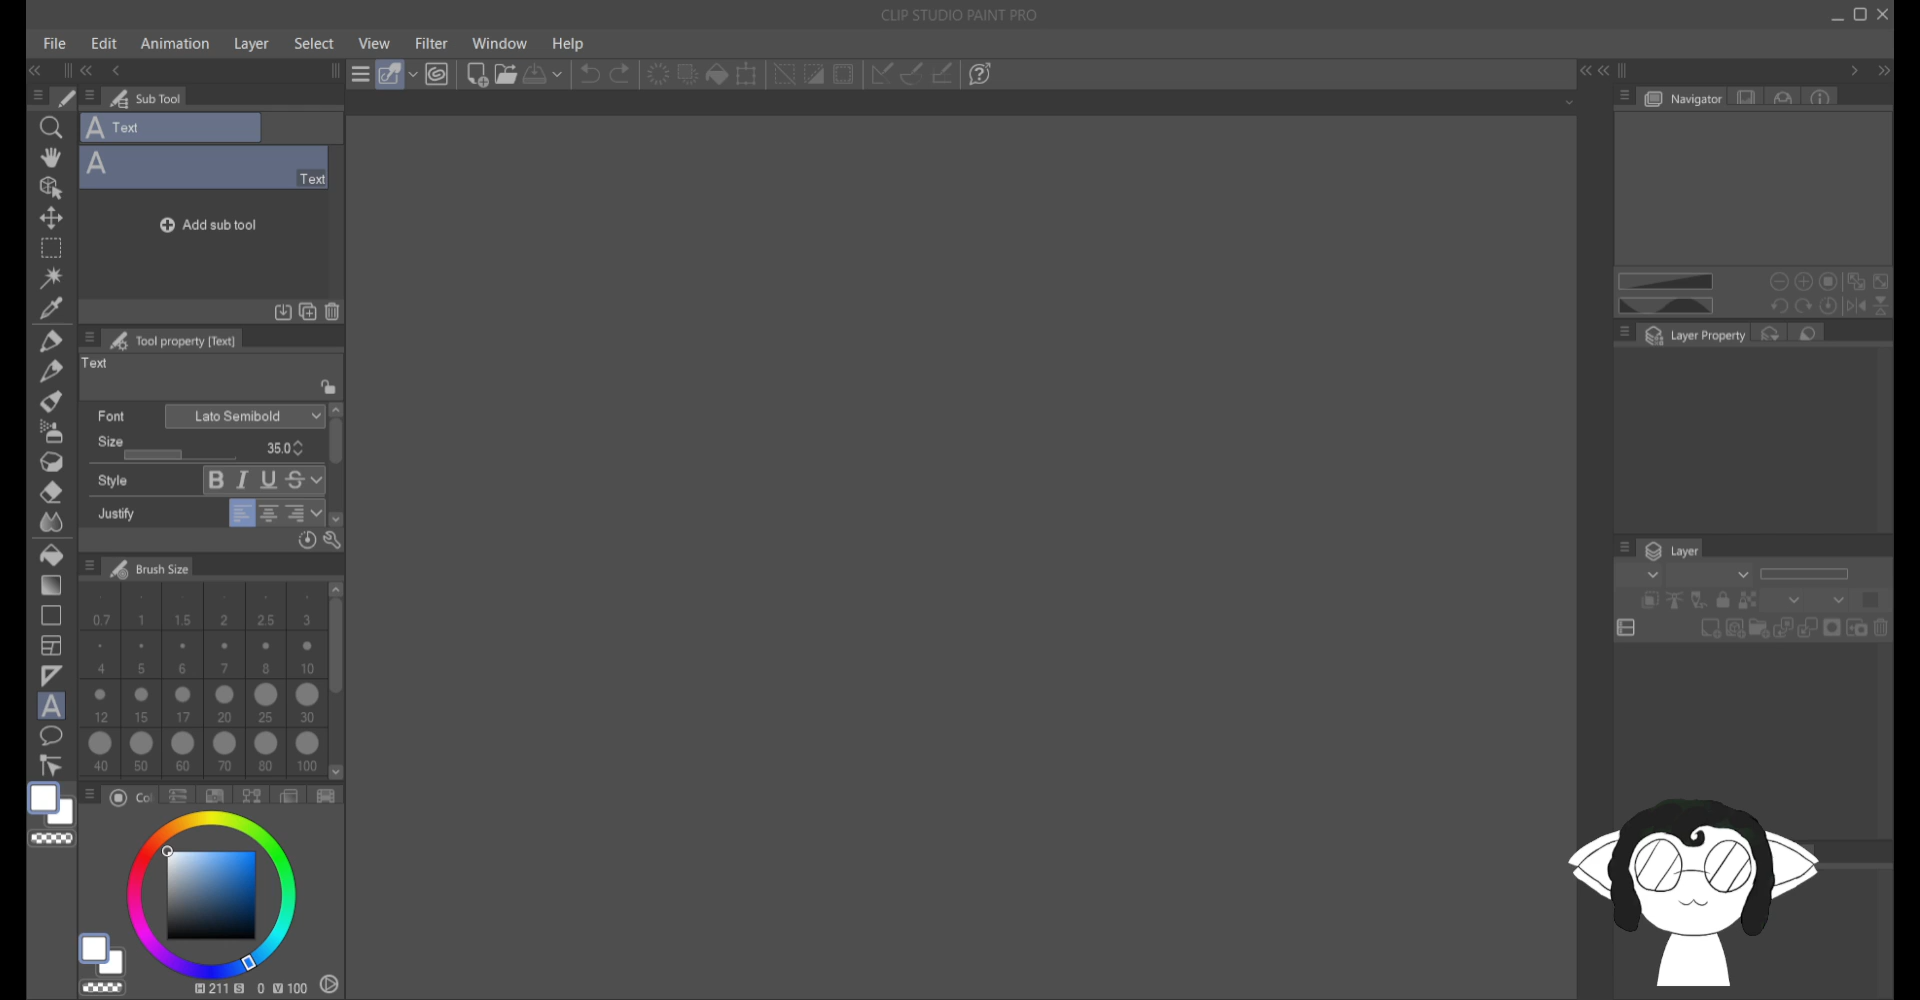 CLIP STUDIO PAINT PRO
File Edit Animation Layer Select View Filter Window Help
Sub Tool
Text
Text
Add sub tool
Tool property [Text]
Text
Font Lato Semibold
Size 35.0
Style B I U S
Justify
Brush Size
0.7 1 1.5 2 2.5 3
4 5 6 7 8 10
12 15 17 20 25 30
40 50 60 70 80 100
Col
H 211 S 0 V 100
Navigator
Layer Property
Layer